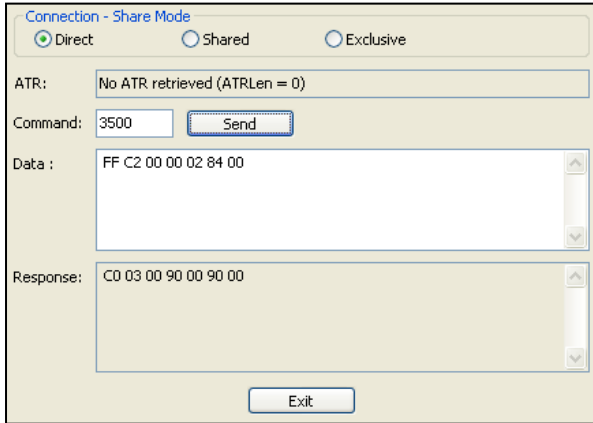 Connection - Share Mode
Direct Shared Exclusive
ATR: No ATR retrieved (ATRLen = 0)
Command: 3500 Send
Data : FF C2 00 00 02 84 00
Response: C0 03 00 90 00 90 00
Exit